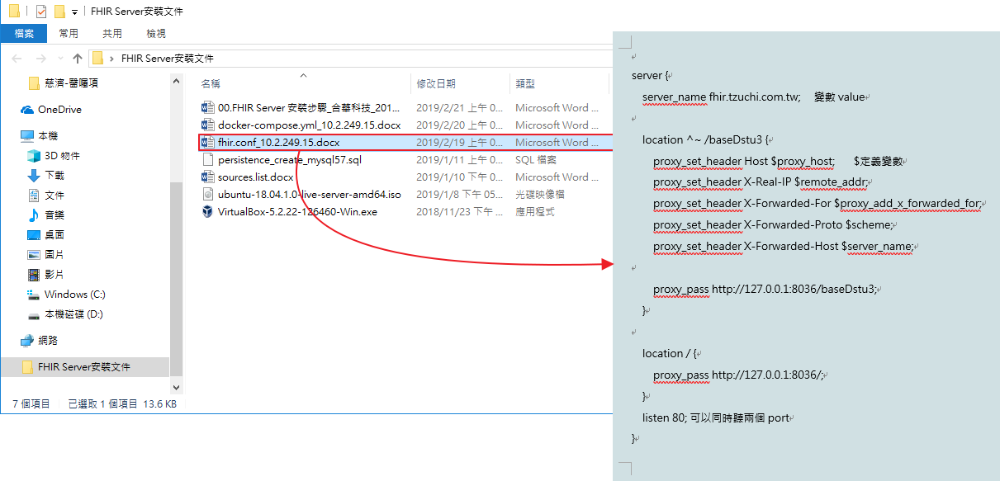 FHIR Server安裝文件
檔案 常用 共用 檢視
FHIR Server安裝文件
慈濟-醫囑項
OneDrive
本機
3D 物件
下載
文件
音樂
桌面
圖片
影片
Windows (C:)
本機磁碟 (D:)
網路
FHIR Server安裝文件
7 個項目 已選取 1 個項目 13.6 KB
名稱 修改日期 類型
00.FHIR Server 安裝步驟_合華科技_201... 2019/2/21 上午 0... Microsoft Word ...
docker-compose.yml_10.2.249.15.docx 2019/2/20 上午 0... Microsoft Word ...
fhir.conf_10.2.249.15.docx 2019/2/19 上午 0... Microsoft Word ...
persistence_create_mysql57.sql 2019/1/11 上午 0... SQL 檔案
sources.list.docx 2019/1/10 下午 0... Microsoft Word ...
ubuntu-18.04.1.0-live-server-amd64.iso 2019/1/8 下午 05... 光碟映像檔
VirtualBox-5.2.22-126460-Win.exe 2018/11/23 下午 ... 應用程式
server {
server_name fhir.tzuchi.com.tw; 變數 value
location ^~ /baseDstu3 {
proxy_set_header Host $proxy_host; $定義變數
proxy_set_header X-Real-IP $remote_addr;
proxy_set_header X-Forwarded-For $proxy_add_x_forwarded_for;
proxy_set_header X-Forwarded-Proto $scheme;
proxy_set_header X-Forwarded-Host $server_name;
proxy_pass http://127.0.0.1:8036/baseDstu3;
}
location / {
proxy_pass http://127.0.0.1:8036/;
}
listen 80; 可以同時聽兩個 port
}